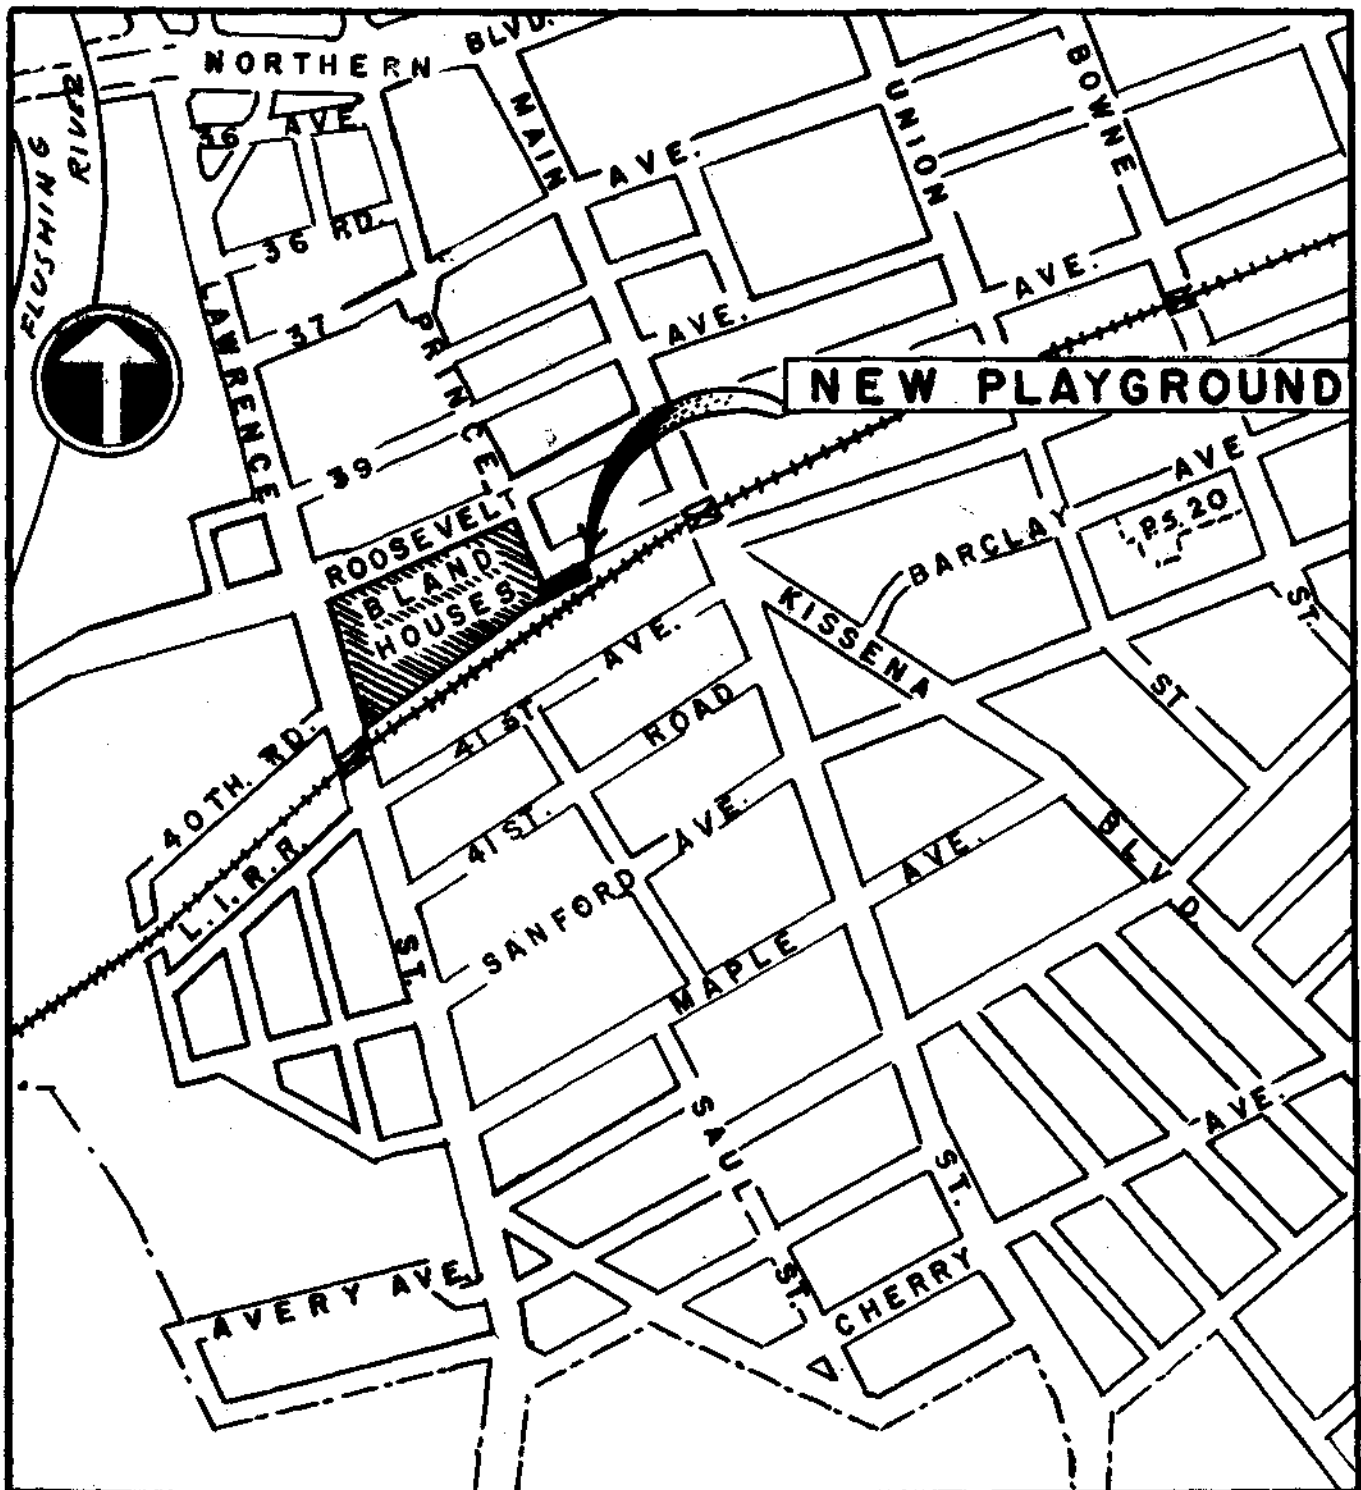 BLVD.
NORTHERN
MAIN
UNION
BOWNE
FLUSHING
RIVER
36 AVE.
AVE.
36 RD.
LAWRENCE
37
PRINCE
AVE.
AVE.
NEW PLAYGROUND
39
ROOSEVELT
BLAND
HOUSES
AVE
P.S. 20
BARCLAY
KISSENA
ST.
ST
AVE.
41 ST.
ROAD
40TH. RD.
41 ST.
AVE.
L.I.R.R.
SANFORD
AVE.
BLVD.
ST.
MAPLE
SAUL
ST.
AVE.
ST.
AVERY AVE.
CHERRY